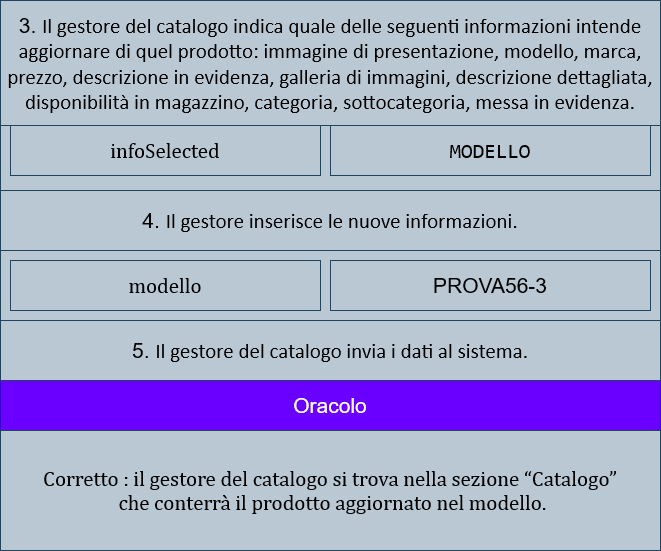 3. Il gestore del catalogo indica quale delle seguenti informazioni intende
aggiornare di quel prodotto: immagine di presentazione, modello, marca,
prezzo, descrizione in evidenza, galleria di immagini, descrizione dettagliata,
disponibilità in magazzino, categoria, sottocategoria, messa in evidenza.
infoSelected MODELLO
4. Il gestore inserisce le nuove informazioni.
modello PROVA56-3
5. Il gestore del catalogo invia i dati al sistema.
Oracolo
Corretto : il gestore del catalogo si trova nella sezione “Catalogo”
che conterrà il prodotto aggiornato nel modello.